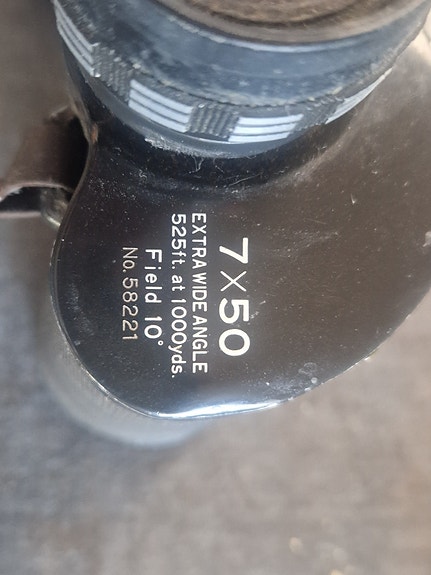 7 X 50
EXTRA WIDE ANGLE
525ft. at 1000yds.
Field 10°
No. 58221